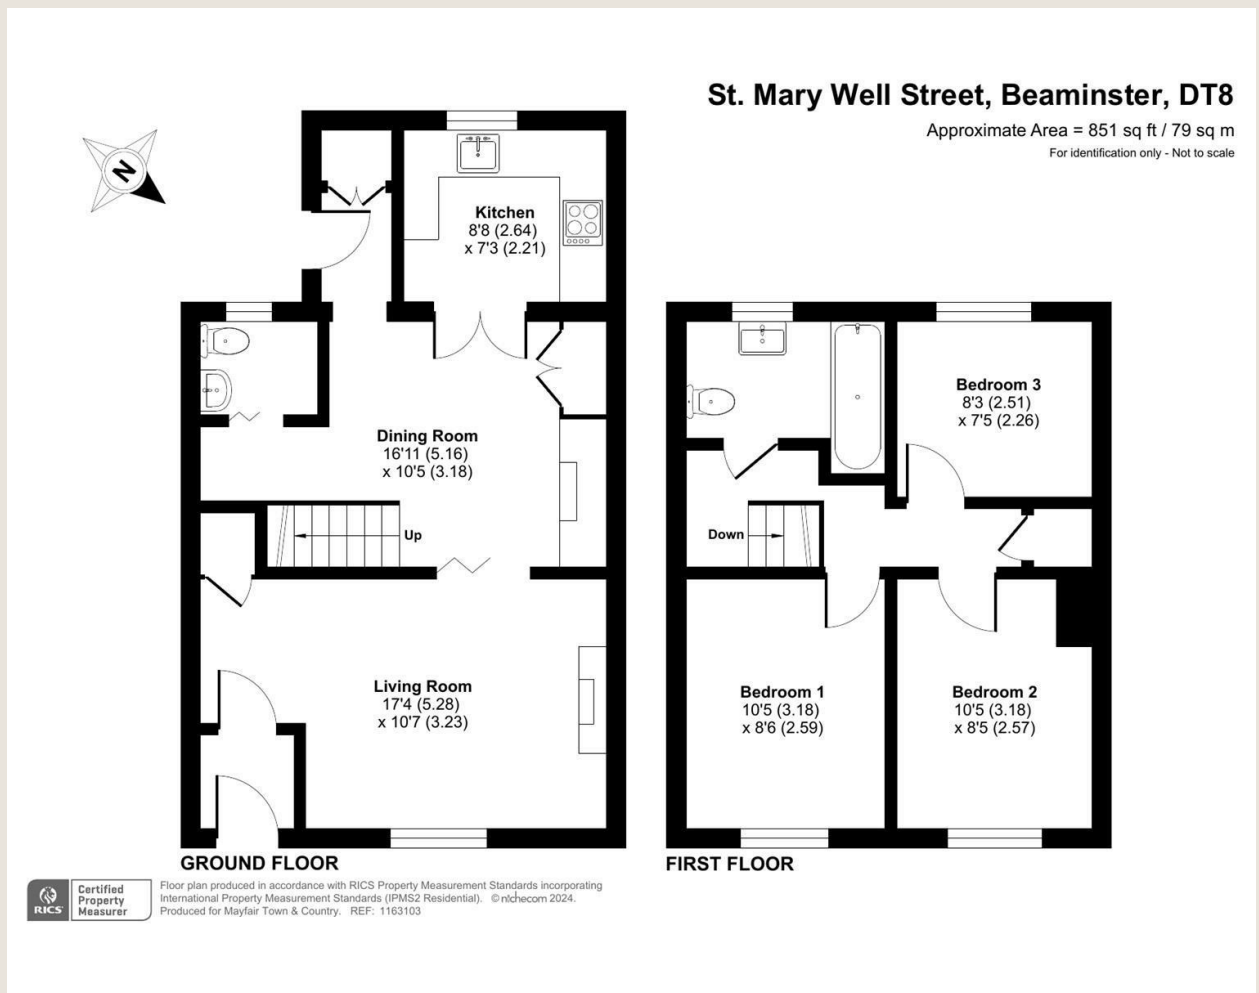 St. Mary Well Street, Beaminster, DT8
Approximate Area = 851 sq ft / 79 sq m
For identification only - Not to scale
N
Kitchen
8'8 (2.64)
x 7'3 (2.21)
Dining Room
16'11 (5.16)
x 10'5 (3.18)
Up
Living Room
17'4 (5.28)
x 10'7 (3.23)
GROUND FLOOR
Bedroom 3
8'3 (2.51)
x 7'5 (2.26)
Down
Bedroom 1
10'5 (3.18)
x 8'6 (2.59)
Bedroom 2
10'5 (3.18)
x 8'5 (2.57)
FIRST FLOOR
RICS
Certified
Property
Measurer
Floor plan produced in accordance with RICS Property Measurement Standards incorporating
International Property Measurement Standards (IPMS2 Residential). © nichecom 2024.
Produced for Mayfair Town & Country. REF: 1163103